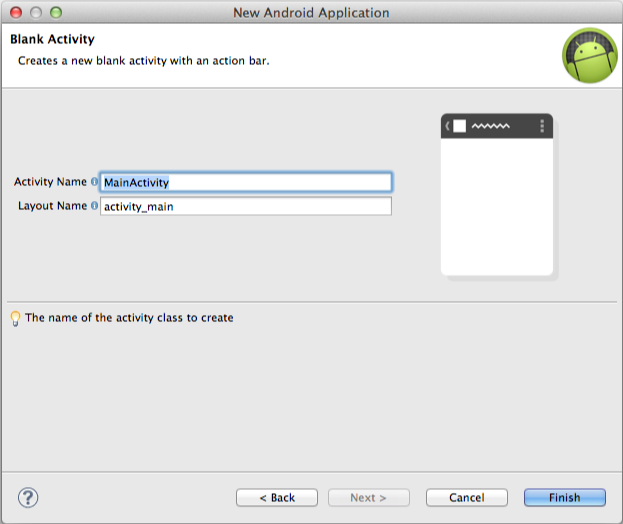 New Android Application
Blank Activity
Creates a new blank activity with an action bar.
Activity Name MainActivity
Layout Name activity_main
The name of the activity class to create
? < Back Next > Cancel Finish